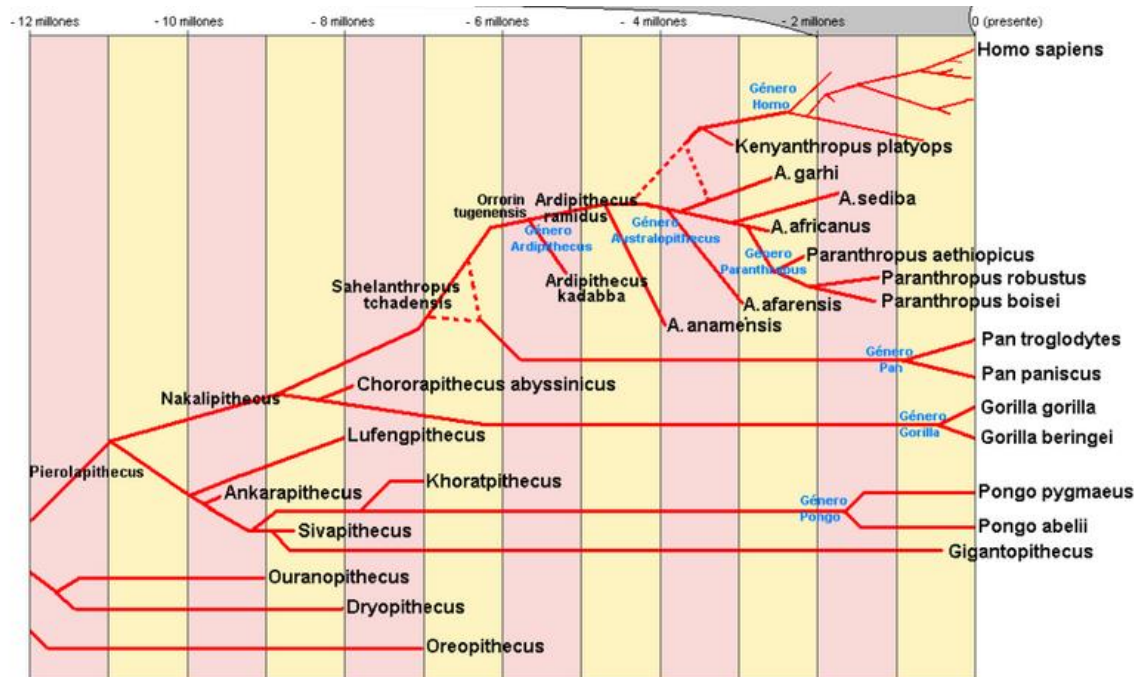 - 12 millones
- 10 millones
- 8 millones
- 6 millones
- 4 millones
- 2 millones
0 (presente)
Homo sapiens
Género
Homo
Kenyanthropus platyops
A. garhi
A. sediba
A. africanus
Orrorin
tugenensis
Ardipithecus
ramidus
Género
Ardipithecus
Género
Australopithecus
Género
Paranthropus
Paranthropus aethiopicus
Paranthropus robustus
Paranthropus boisei
Sahelanthropus
tchadensis
Ardipithecus
kadabba
A. afarensis
A. anamensis
Pan troglodytes
Género
Pan
Pan paniscus
Nakalipithecus
Chororapithecus abyssinicus
Gorilla gorilla
Género
Gorilla
Gorilla beringei
Lufengpithecus
Pierolapithecus
Khoratpithecus
Ankarapithecus
Pongo pygmaeus
Género
Pongo
Sivapithecus
Pongo abelii
Gigantopithecus
Ouranopithecus
Dryopithecus
Oreopithecus